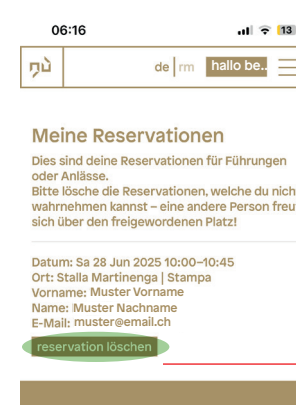 06:16
13
nù
de | rm hallo be..
Meine Reservationen
Dies sind deine Reservationen für Führungen
oder Anlässe.
Bitte lösche die Reservationen, welche du nich
wahrnehmen kannst – eine andere Person freu
sich über den freigewordenen Platz!
Datum: Sa 28 Jun 2025 10:00–10:45
Ort: Stalla Martinenga | Stampa
Vorname: Muster Vorname
Name: Muster Nachname
E-Mail: muster@email.ch
reservation löschen